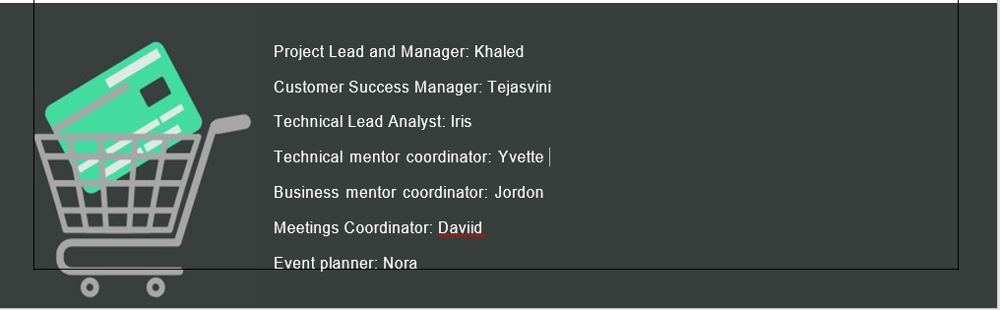 Project Lead and Manager: Khaled
Customer Success Manager: Tejasvini
Technical Lead Analyst: Iris
Technical mentor coordinator: Yvette
Business mentor coordinator: Jordon
Meetings Coordinator: Daviid
Event planner: Nora